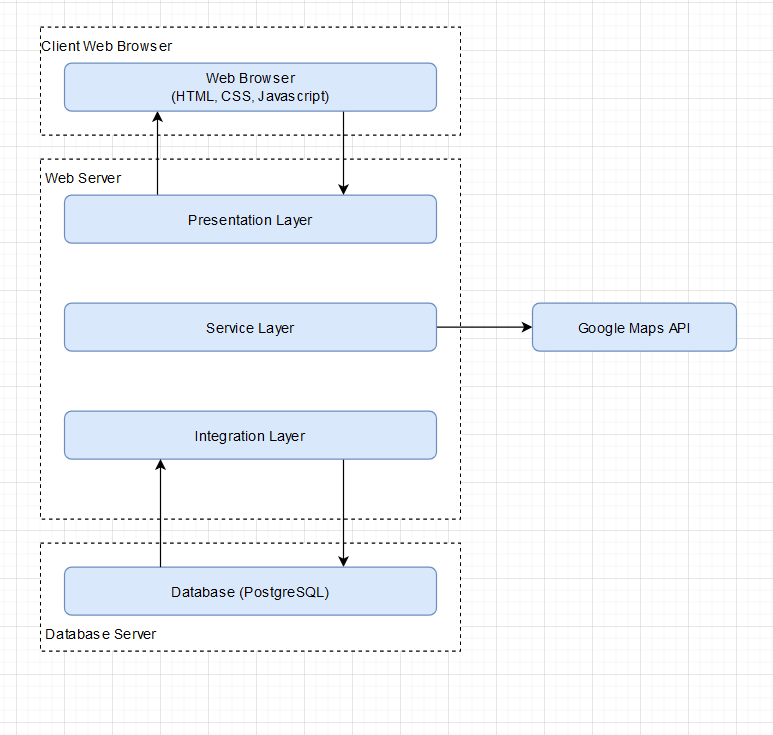 Client Web Browser
Web Browser
(HTML, CSS, Javascript)
Web Server
Presentation Layer
Service Layer
Google Maps API
Integration Layer
Database (PostgreSQL)
Database Server